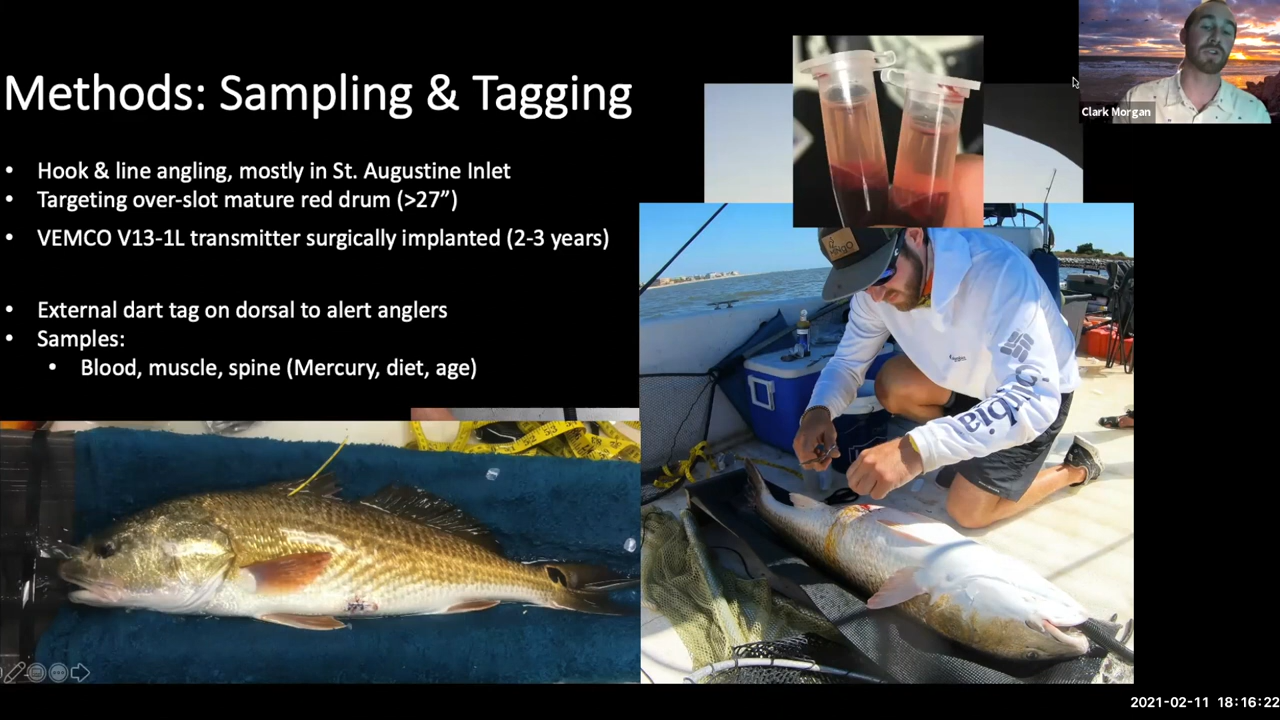 Methods: Sampling & Tagging
• Hook & line angling, mostly in St. Augustine Inlet
• Targeting over-slot mature red drum (>27”)
• VEMCO V13-1L transmitter surgically implanted (2-3 years)
• External dart tag on dorsal to alert anglers
• Samples:
• Blood, muscle, spine (Mercury, diet, age)
Clark Morgan
Columbia
2021-02-11 18:16:22